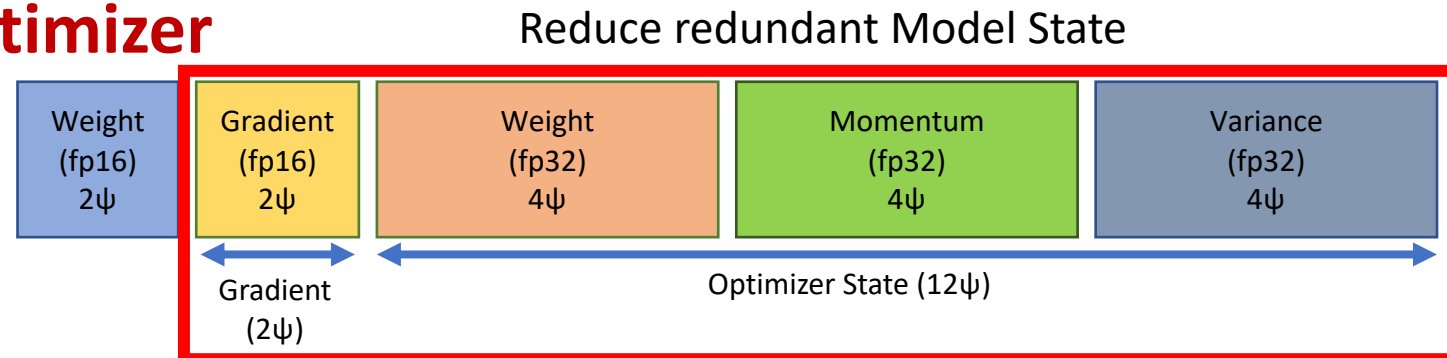 timizer
Reduce redundant Model State
Weight
(fp16)
2ψ
Gradient
(fp16)
2ψ
Weight
(fp32)
4ψ
Momentum
(fp32)
4ψ
Variance
(fp32)
4ψ
Gradient
(2ψ)
Optimizer State (12ψ)